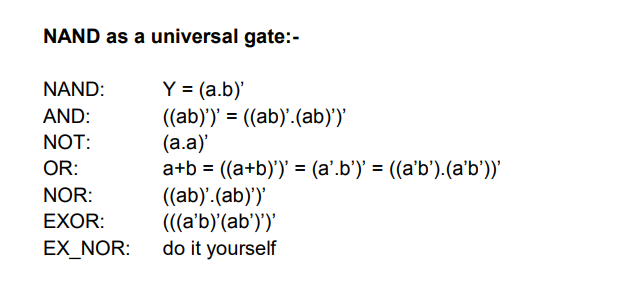 NAND as a universal gate:-
NAND: Y = (a.b)’
AND: ((ab)’)’ = ((ab)’.(ab)’)’
NOT: (a.a)’
OR: a+b = ((a+b)’)’ = (a’.b’)’ = ((a’b’).(a’b’))’
NOR: ((ab)’.(ab)’)’
EXOR: (((a’b)’(ab’)’)’
EX_NOR: do it yourself